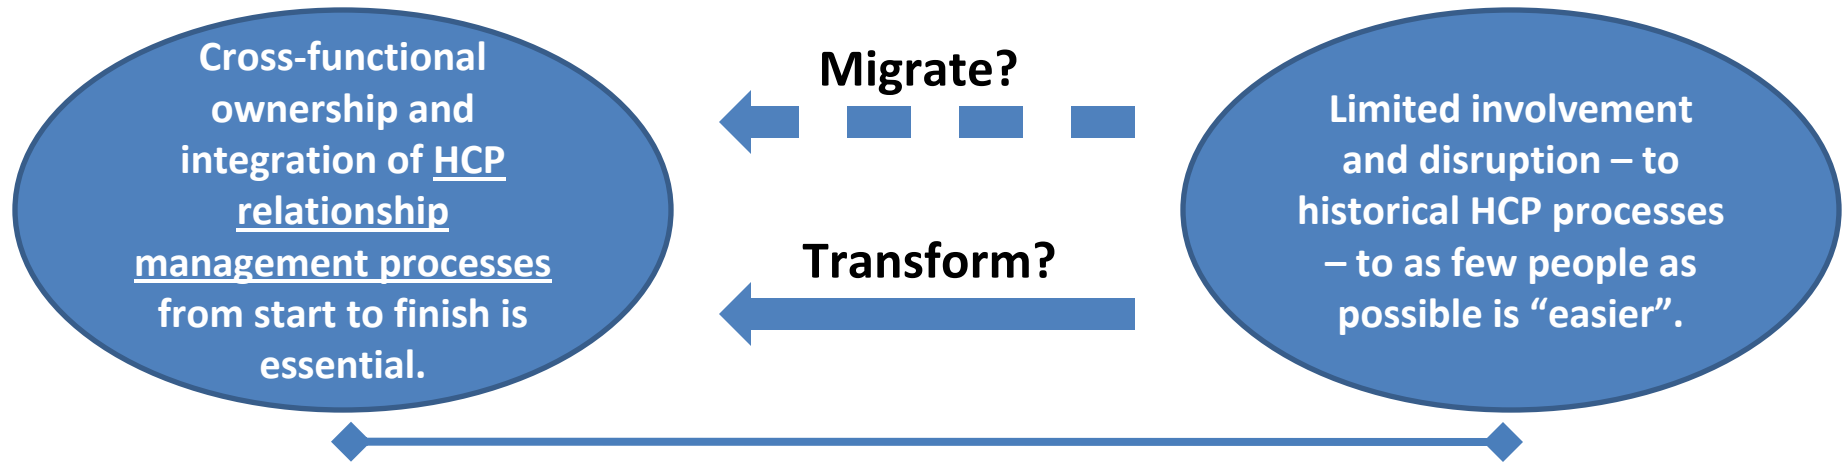 Cross-functional
ownership and
integration of HCP
relationship
management processes
from start to finish is
essential.
Migrate?
Transform?
Limited involvement
and disruption – to
historical HCP processes
– to as few people as
possible is “easier”.